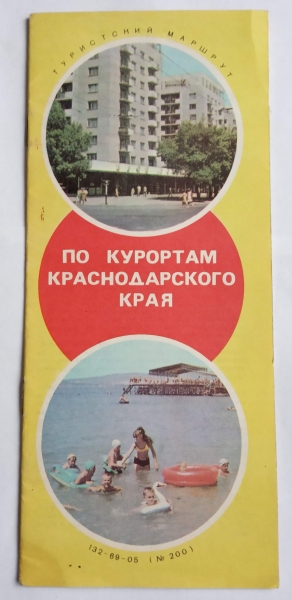 ТУРИСТСКИЙ МАРШРУТ
ПО КУРОРТАМ
КРАСНОДАРСКОГО
КРАЯ
132-89-05 (№ 200)